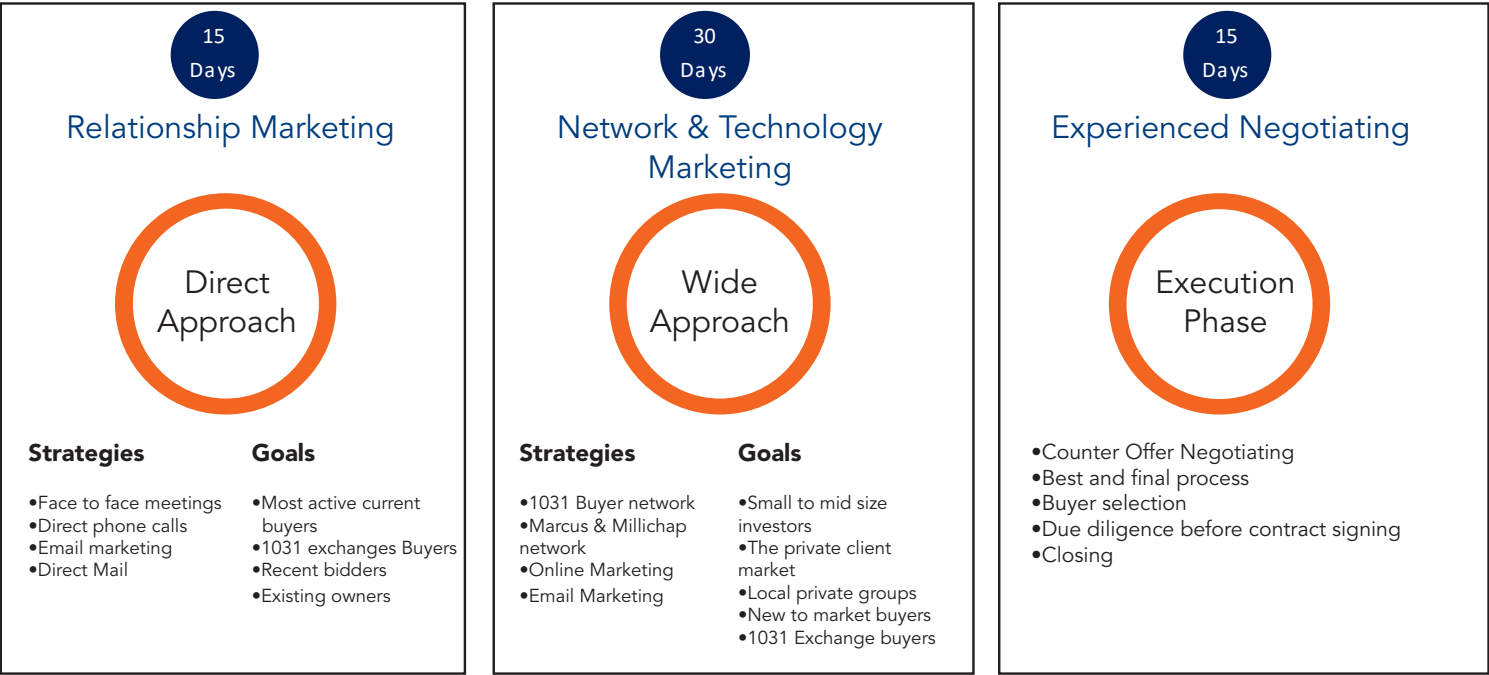 15
Days
Relationship Marketing
Direct
Approach
Strategies
•Face to face meetings
•Direct phone calls
•Email marketing
•Direct Mail
Goals
•Most active current
buyers
•1031 exchanges Buyers
•Recent bidders
•Existing owners
30
Days
Network & Technology
Marketing
Wide
Approach
Strategies
•1031 Buyer network
•Marcus & Millichap
network
•Online Marketing
•Email Marketing
Goals
•Small to mid size
investors
•The private client
market
•Local private groups
•New to market buyers
•1031 Exchange buyers
15
Days
Experienced Negotiating
Execution
Phase
•Counter Offer Negotiating
•Best and final process
•Buyer selection
•Due diligence before contract signing
•Closing